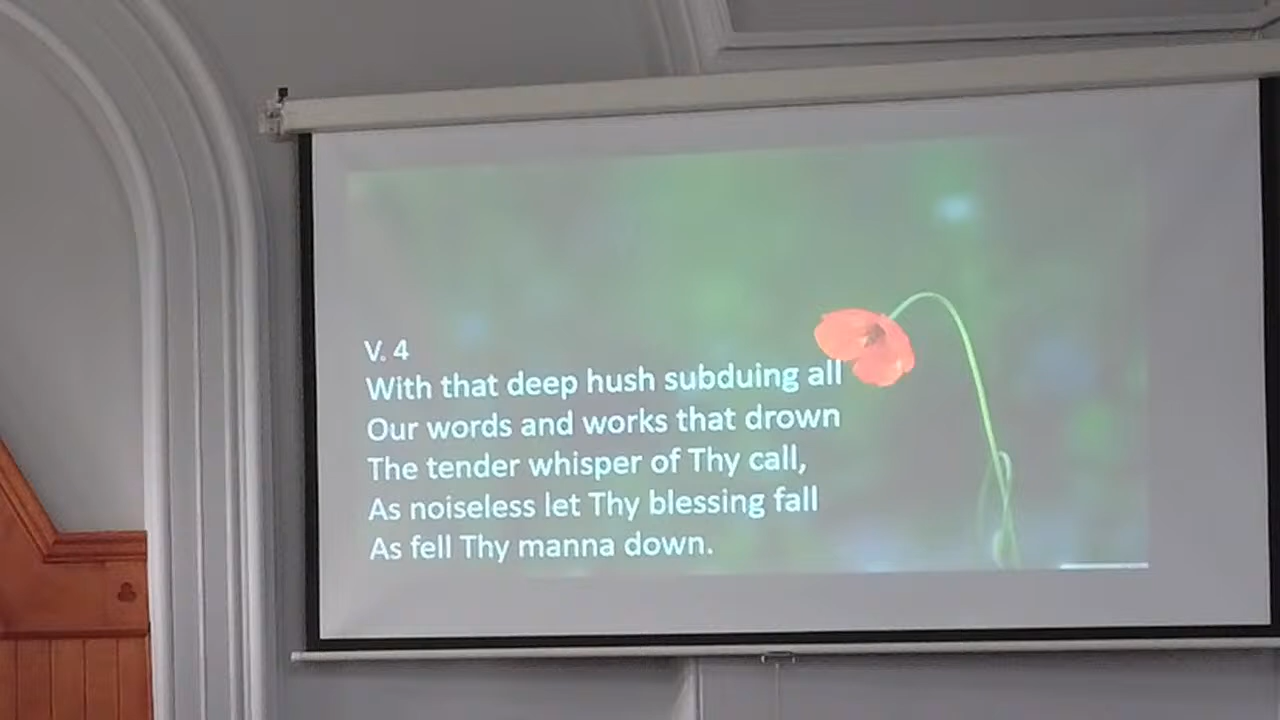 V. 4
With that deep hush subduing all
Our words and works that drown
The tender whisper of Thy call,
As noiseless let Thy blessing fall
As fell Thy manna down.